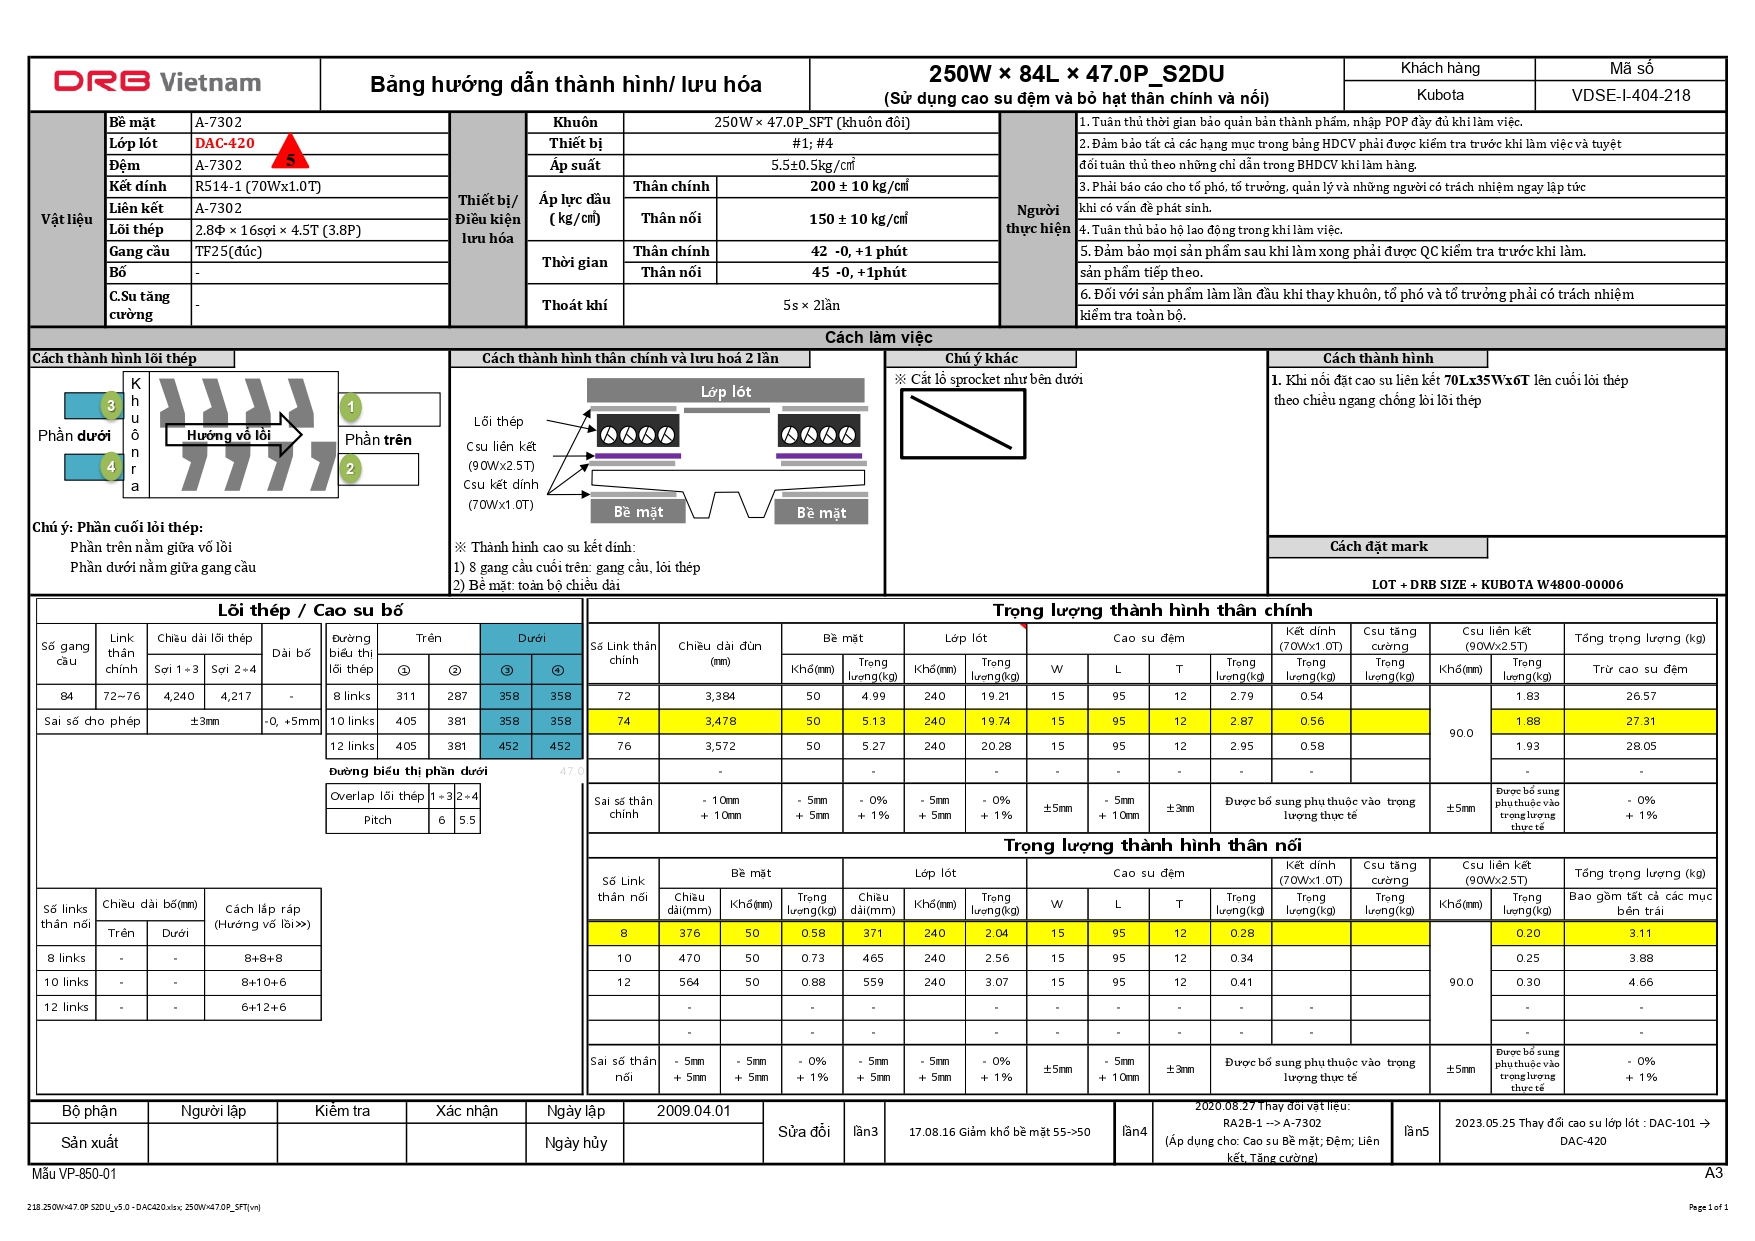 DRB Vietnam
Bảng hướng dẫn thành hình/ lưu hóa
250W × 84L × 47.0P_S2DU
(Sử dụng cao su đệm và bỏ hạt thân chính và nối)
Khách hàng	Mã số
Kubota	VDSE-I-404-218
Vật liệu
Bề mặt	A-7302
Lớp lót	DAC-420
5
Đệm	A-7302
Kết dính	R514-1 (70Wx1.0T)
Liên kết	A-7302
Lõi thép	2.8Φ × 16sợi × 4.5T (3.8P)
Gang cầu	TF25(đúc)
Bố	-
C.Su tăng cường	-
Thiết bị/
Điều kiện
lưu hóa
Khuôn	250W × 47.0P_SFT (khuôn đôi)
Thiết bị	#1; #4
Áp suất	5.5±0.5kg/㎠
Áp lực dầu ( kg/㎠)
Thân chính	200 ± 10 kg/㎠
Thân nối	150 ± 10 kg/㎠
Thời gian
Thân chính	42 -0, +1 phút
Thân nối	45 -0, +1phút
Thoát khí	5s × 2lần
Người
thực hiện
1. Tuân thủ thời gian bảo quản bản thành phẩm, nhập POP đầy đủ khi làm việc.
2. Đảm bảo tất cả các hạng mục trong bảng HDCV phải được kiểm tra trước khi làm việc và tuyệt
đối tuân thủ theo những chỉ dẫn trong BHDCV khi làm hàng.
3. Phải báo cáo cho tổ phó, tổ trưởng, quản lý và những người có trách nhiệm ngay lập tức
khi có vấn đề phát sinh.
4. Tuân thủ bảo hộ lao động trong khi làm việc.
5. Đảm bảo mọi sản phẩm sau khi làm xong phải được QC kiểm tra trước khi làm.
sản phẩm tiếp theo.
6. Đối với sản phẩm làm lần đầu khi thay khuôn, tổ phó và tổ trưởng phải có trách nhiệm
kiểm tra toàn bộ.
Cách làm việc
Cách thành hình lõi thép
Khuôn ra
3
1
Phần dưới
Hướng vố lồi
Phần trên
4
2
Chú ý: Phần cuối lõi thép:
Phần trên nằm giữa vố lồi
Phần dưới nằm giữa gang cầu
Cách thành hình thân chính và lưu hoá 2 lần
Lớp lót
Lõi thép
Csu liên kết
(90Wx2.5T)
Csu kết dính
(70Wx1.0T)
Bề mặt	Bề mặt
※ Thành hình cao su kết dính:
1) 8 gang cầu cuối trên: gang cầu, lõi thép
2) Bề mặt: toàn bộ chiều dài
Chú ý khác
※ Cắt lỗ sprocket như bên dưới
Cách thành hình
1. Khi nối đặt cao su liên kết 70Lx35Wx6T lên cuối lõi thép
theo chiều ngang chống lòi lõi thép
Cách đặt mark
LOT + DRB SIZE + KUBOTA W4800-00006
Lõi thép / Cao su bố
Số gang cầu	Link thân chính	Chiều dài lõi thép	Dài bố
Sợi 1÷3	Sợi 2÷4
84	72~76	4,240	4,217	-
Sai số cho phép	±3mm	-0, +5mm
Đường biểu thị lõi thép	Trên	Dưới
①	②	③	④
8 links	311	287	358	358
10 links	405	381	358	358
12 links	405	381	452	452
Đường biểu thị phần dưới	47.0
Overlap lõi thép	1÷3	2÷4
Pitch	6	5.5
Số links thân nối	Chiều dài bố(mm)	Cách lắp ráp (Hướng vố lồi≫)
Trên	Dưới
8 links	-	-	8+8+8
10 links	-	-	8+10+6
12 links	-	-	6+12+6
Trọng lượng thành hình thân chính
Số Link thân chính	Chiều dài đùn (mm)	Bề mặt	Lớp lót	Cao su đệm	Kết dính (70Wx1.0T)	Csu tăng cường	Csu liên kết (90Wx2.5T)	Tổng trọng lượng (kg)
Khổ(mm)	Trọng lượng(kg)	Khổ(mm)	Trọng lượng(kg)	W	L	T	Trọng lượng(kg)	Trọng lượng(kg)	Trọng lượng(kg)	Khổ(mm)	Trọng lượng(kg)	Trừ cao su đệm
72	3,384	50	4.99	240	19.21	15	95	12	2.79	0.54	1.83	26.57
74	3,478	50	5.13	240	19.74	15	95	12	2.87	0.56	90.0	1.88	27.31
76	3,572	50	5.27	240	20.28	15	95	12	2.95	0.58	1.93	28.05
-	-	-	-	-	-	-	-	-	-
Sai số thân chính	- 10mm + 10mm	- 5mm + 5mm	- 0% + 1%	- 5mm + 5mm	- 0% + 1%	±5mm	- 5mm + 10mm	±3mm	Được bổ sung phụ thuộc vào trọng lượng thực tế	±5mm	Được bổ sung phụ thuộc vào trọng lượng thực tế	- 0% + 1%
Trọng lượng thành hình thân nối
Số Link thân nối	Bề mặt	Lớp lót	Cao su đệm	Kết dính (70Wx1.0T)	Csu tăng cường	Csu liên kết (90Wx2.5T)	Tổng trọng lượng (kg)
Chiều dài(mm)	Khổ(mm)	Trọng lượng(kg)	Chiều dài(mm)	Khổ(mm)	Trọng lượng(kg)	W	L	T	Trọng lượng(kg)	Trọng lượng(kg)	Trọng lượng(kg)	Khổ(mm)	Trọng lượng(kg)	Bao gồm tất cả các mục bên trái
8	376	50	0.58	371	240	2.04	15	95	12	0.28	0.20	3.11
10	470	50	0.73	465	240	2.56	15	95	12	0.34	0.25	3.88
12	564	50	0.88	559	240	3.07	15	95	12	0.41	90.0	0.30	4.66
-	-	-	-	-	-	-	-	-	-
-	-	-	-	-	-	-	-	-	-
Sai số thân nối	- 5mm + 5mm	- 5mm + 5mm	- 0% + 1%	- 5mm + 5mm	- 5mm + 5mm	- 0% + 1%	±5mm	- 5mm + 10mm	±3mm	Được bổ sung phụ thuộc vào trọng lượng thực tế	±5mm	Được bổ sung phụ thuộc vào trọng lượng thực tế	- 0% + 1%
Bộ phận	Người lập	Kiểm tra	Xác nhận	Ngày lập	2009.04.01
Sản xuất	Ngày hủy
Sửa đổi
lần3	17.08.16 Giảm khổ bề mặt 55->50
lần4	2020.08.27 Thay đổi vật liệu:
RA2B-1 --> A-7302
(Áp dụng cho: Cao su Bề mặt; Đệm; Liên
kết, Tăng cường)
lần5	2023.05.25 Thay đổi cao su lớp lót : DAC-101 →
DAC-420
Mẫu VP-850-01	A3
218.250W×47.0P S2DU_v5.0 - DAC420.xlsx; 250W×47.0P_SFT(vn)	Page 1 of 1